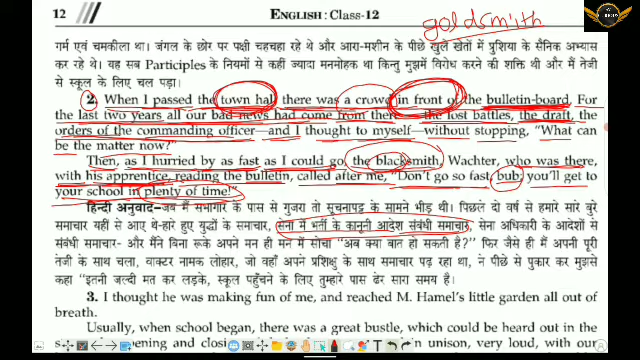 12
ENGLISH: Class-12
goldsmith
गर्म एवं चमकीला था। जंगल के छोर पर पक्षी चहचहा रहे थे और आरा-मशीन के पीछे खुले खेतों में प्रुशिया के सैनिक अभ्यास
कर रहे थे। यह सब Participles के नियमों से कहीं ज्यादा मनमोहक था किन्तु मुझमें विरोध करने की शक्ति थी और मैं तेजी
से स्कूल के लिए चल पड़ा।
2. When I passed the town hall there was a crowd in front of the bulletin-board, For
the last two years all our bad news had come from there – the lost battles, the draft, the
orders of the commanding officer–and I thought to myself, without stopping, "What can
be the matter now?"
Then, as I hurried by as fast as I could go, the blacksmith, Wachter, who was there,
with his apprentice, reading the bulletin, called after me, "Don't go so fast, bub, you'll get to
your school in plenty of time!"
हिन्दी अनुवाद–जब मैं सभागार के पास से गुजरा तो सूचनापट्ट के सामने भीड़ थी। पिछले दो वर्ष से हमारे सारे बुरे
समाचार यहीं से आए थे-हारे हुए युद्धों के समाचार, सेना में भर्ती के कानूनी आदेश संबंधी समाचार, सेना अधिकारी के आदेशों से
संबंधी समाचार- और मैंने बिना रूके अपने मन ही मन में सोचा "अब क्या बात हो सकती है?" फिर जैसे ही मैं अपनी पूरी
तेजी के साथ चला, वाक्टर नामक लोहार, जो वहाँ अपने प्रशिक्षु के साथ समाचार पढ़ रहा था, ने पीछे से पुकार कर मुझसे
कहा "इतनी जल्दी मत कर लड़के, स्कूल पहुँचने के लिए तुम्हारे पास ढेर सारा समय है।
3. I thought he was making fun of me, and reached M. Hamel's little garden all out of
breath.
Usually, when school began, there was a great bustle, which could be heard out in the